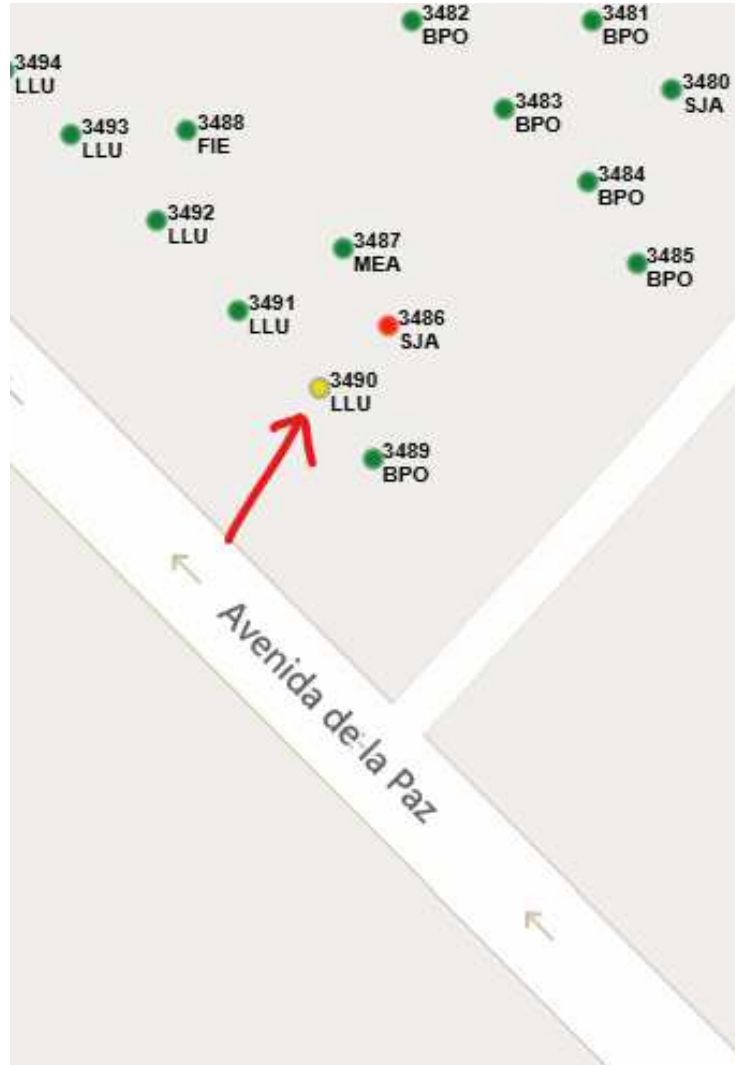 3482
BPO
3481
BPO
3494
LLU
3480
SJA
3493
LLU
3488
FIE
3483
BPO
3484
BPO
3492
LLU
3487
MEA
3485
BPO
3491
LLU
3486
SJA
3490
LLU
3489
BPO
Avenida de la Paz